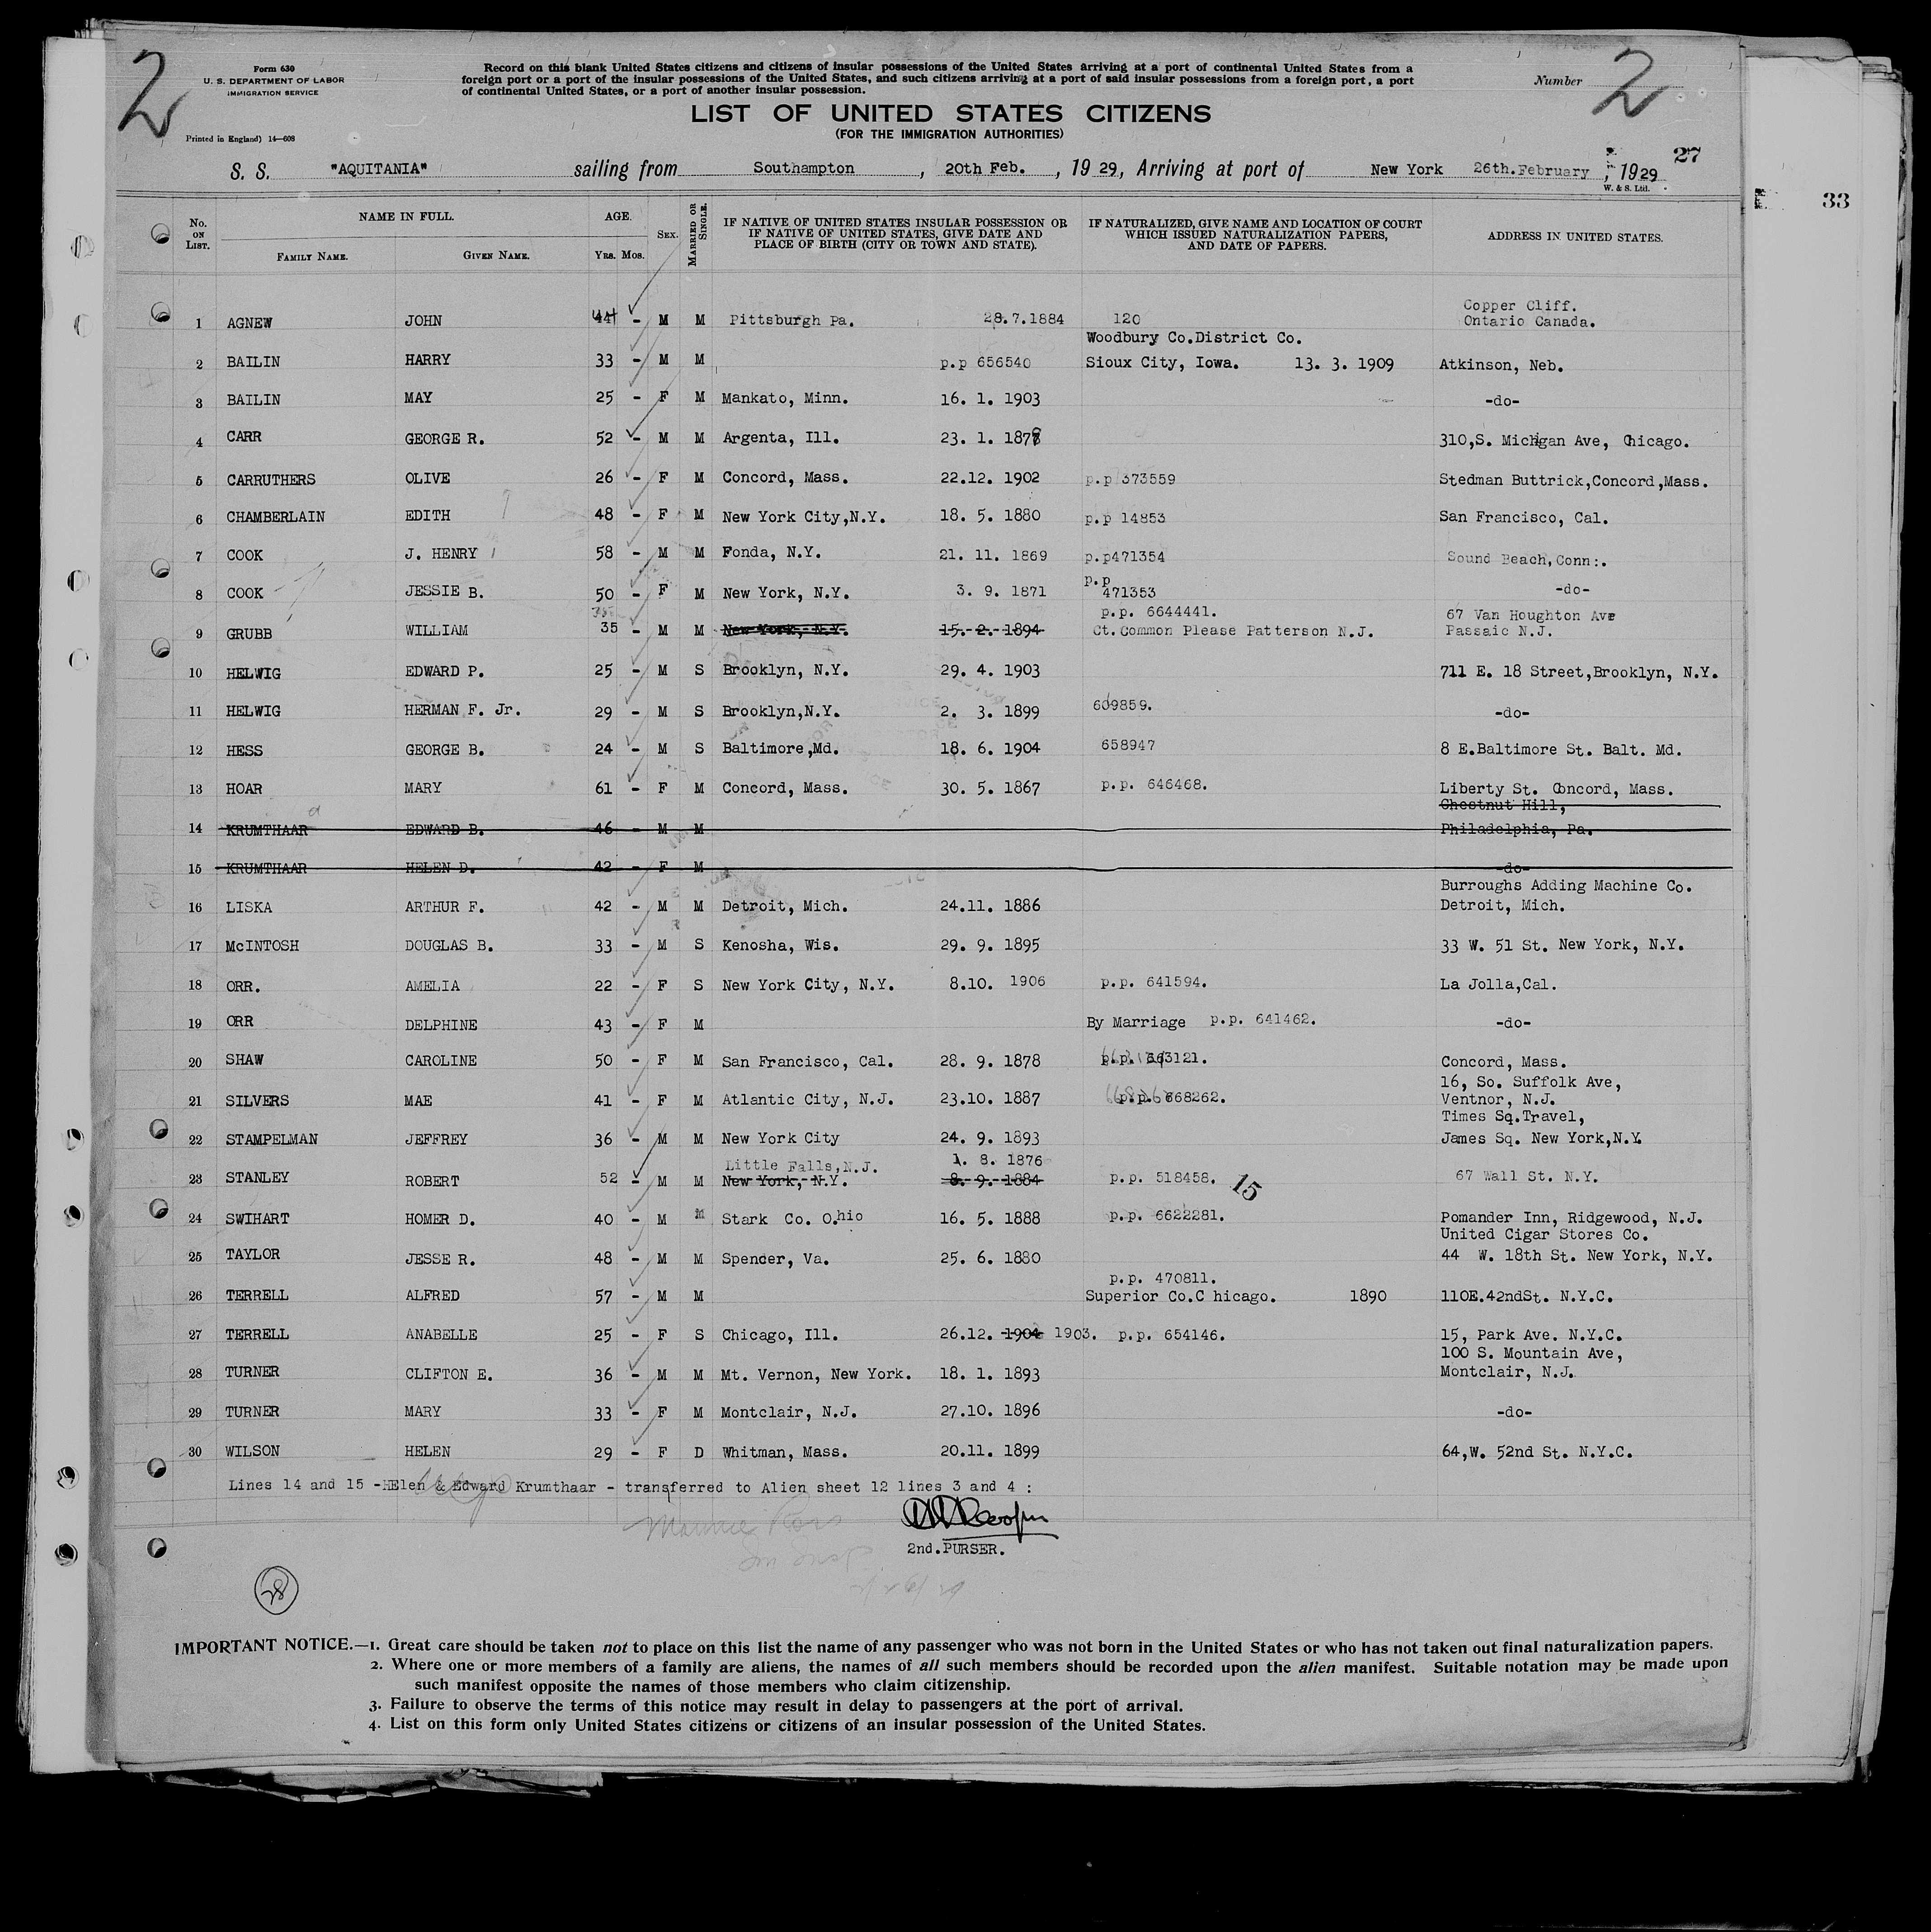 2
Form 630
U. S. DEPARTMENT OF LABOR
IMMIGRATION SERVICE
Printed in England) 14—608
Record on this blank United States citizens and citizens of insular possessions of the United States arriving at a port of continental United States from a
foreign port or a port of the insular possessions of the United States, and such citizens arriving at a port of said insular possessions from a foreign port, a port
of continental United States, or a port of another insular possession.
Number 2
LIST OF UNITED STATES CITIZENS
(FOR THE IMMIGRATION AUTHORITIES)
27
33
S. S. "AQUITANIA" sailing from Southampton, 20th Feb., 1929, Arriving at port of New York 26th.February, 1929
W. & S. Ltd.
No. ON LIST. NAME IN FULL. FAMILY NAME. GIVEN NAME. AGE. YRS. MOS. SEX. MARRIED OR SINGLE. IF NATIVE OF UNITED STATES INSULAR POSSESSION OR IF NATIVE OF UNITED STATES, GIVE DATE AND PLACE OF BIRTH (CITY OR TOWN AND STATE). IF NATURALIZED, GIVE NAME AND LOCATION OF COURT WHICH ISSUED NATURALIZATION PAPERS, AND DATE OF PAPERS. ADDRESS IN UNITED STATES.
Copper Cliff.
1 AGNEW JOHN 44 - M M Pittsburgh Pa. 28.7.1884 120 Ontario Canada.
Woodbury Co.District Co.
2 BAILIN HARRY 33 - M M p.p 656540 Sioux City, Iowa. 13. 3. 1909 Atkinson, Neb.
3 BAILIN MAY 25 - F M Mankato, Minn. 16. 1. 1903 -do-
4 CARR GEORGE R. 52 - M M Argenta, Ill. 23. 1. 1878 310,S. Michigan Ave, Chicago.
5 CARRUTHERS OLIVE 26 - F M Concord, Mass. 22.12. 1902 p.p 373559 Stedman Buttrick,Concord,Mass.
6 CHAMBERLAIN EDITH 48 - F M New York City,N.Y. 18. 5. 1880 p.p 14853 San Francisco, Cal.
7 COOK J. HENRY 58 - M M Fonda, N.Y. 21. 11. 1869 p.p471354 Sound Beach,Conn:.
p.p
8 COOK JESSIE B. 50 - F M New York, N.Y. 3. 9. 1871 471353 -do-
p.p. 6644441. 67 Van Houghton Ave
9 GRUBB WILLIAM 35 - M M New York, N.Y. 15. 2. 1894 Ct.Common Please Patterson N.J. Passaic N.J.
10 HELWIG EDWARD P. 25 - M S Brooklyn, N.Y. 29. 4. 1903 711 E. 18 Street,Brooklyn, N.Y.
11 HELWIG HERMAN F. Jr. 29 - M S Brooklyn,N.Y. 2. 3. 1899 609859. -do-
12 HESS GEORGE B. 24 - M S Baltimore,Md. 18. 6. 1904 658947 8 E.Baltimore St. Balt. Md.
13 HOAR MARY 61 - F M Concord, Mass. 30. 5. 1867 p.p. 646468. Liberty St. Concord, Mass.
Chestnut Hill,
14 KRUMTHAAR EDWARD B. 46 - M M Philadelphia, Pa.
15 KRUMTHAAR HELEN D. 42 - F M -do-
Burroughs Adding Machine Co.
16 LISKA ARTHUR F. 42 - M M Detroit, Mich. 24.11. 1886 Detroit, Mich.
17 McINTOSH DOUGLAS B. 33 - M S Kenosha, Wis. 29. 9. 1895 33 W. 51 St. New York, N.Y.
18 ORR. AMELIA 22 - F S New York City, N.Y. 8.10. 1906 p.p. 641594. La Jolla,Cal.
19 ORR DELPHINE 43 - F M By Marriage p.p. 641462. -do-
20 SHAW CAROLINE 50 - F M San Francisco, Cal. 28. 9. 1878 p.p. 663121. Concord, Mass.
16, So. Suffolk Ave,
21 SILVERS MAE 41 - F M Atlantic City, N.J. 23.10. 1887 p.p. 668262. Ventnor, N.J.
Times Sq.Travel,
22 STAMPELMAN JEFFREY 36 - M M New York City 24. 9. 1893 James Sq. New York,N.Y.
Little Falls,N.J. 1. 8. 1876
23 STANLEY ROBERT 52 - M M New York, N.Y. 8. 9. 1884 p.p. 518458. 15 67 Wall St. N.Y.
24 SWIHART HOMER D. 40 - M M Stark Co. O.hio 16. 5. 1888 p.p. 6622281. Pomander Inn, Ridgewood, N.J.
United Cigar Stores Co.
25 TAYLOR JESSE R. 48 - M M Spencer, Va. 25. 6. 1880 44 W. 18th St. New York, N.Y.
p.p. 470811.
26 TERRELL ALFRED 57 - M M Superior Co.C hicago. 1890 110E.42ndSt. N.Y.C.
27 TERRELL ANABELLE 25 - F S Chicago, Ill. 26.12. 1904 1903. p.p. 654146. 15, Park Ave. N.Y.C.
100 S. Mountain Ave,
28 TURNER CLIFTON E. 36 - M M Mt. Vernon, New York. 18. 1. 1893 Montclair, N.J.
29 TURNER MARY 33 - F M Montclair, N.J. 27.10. 1896 -do-
30 WILSON HELEN 29 - F D Whitman, Mass. 20.11. 1899 64,W. 52nd St. N.Y.C.
Lines 14 and 15 -HElen & Edward Krumthaar - transferred to Alien sheet 12 lines 3 and 4 :
2nd.PURSER.
28
IMPORTANT NOTICE.—1. Great care should be taken not to place on this list the name of any passenger who was not born in the United States or who has not taken out final naturalization papers.
2. Where one or more members of a family are aliens, the names of all such members should be recorded upon the alien manifest. Suitable notation may be made upon
such manifest opposite the names of those members who claim citizenship.
3. Failure to observe the terms of this notice may result in delay to passengers at the port of arrival.
4. List on this form only United States citizens or citizens of an insular possession of the United States.